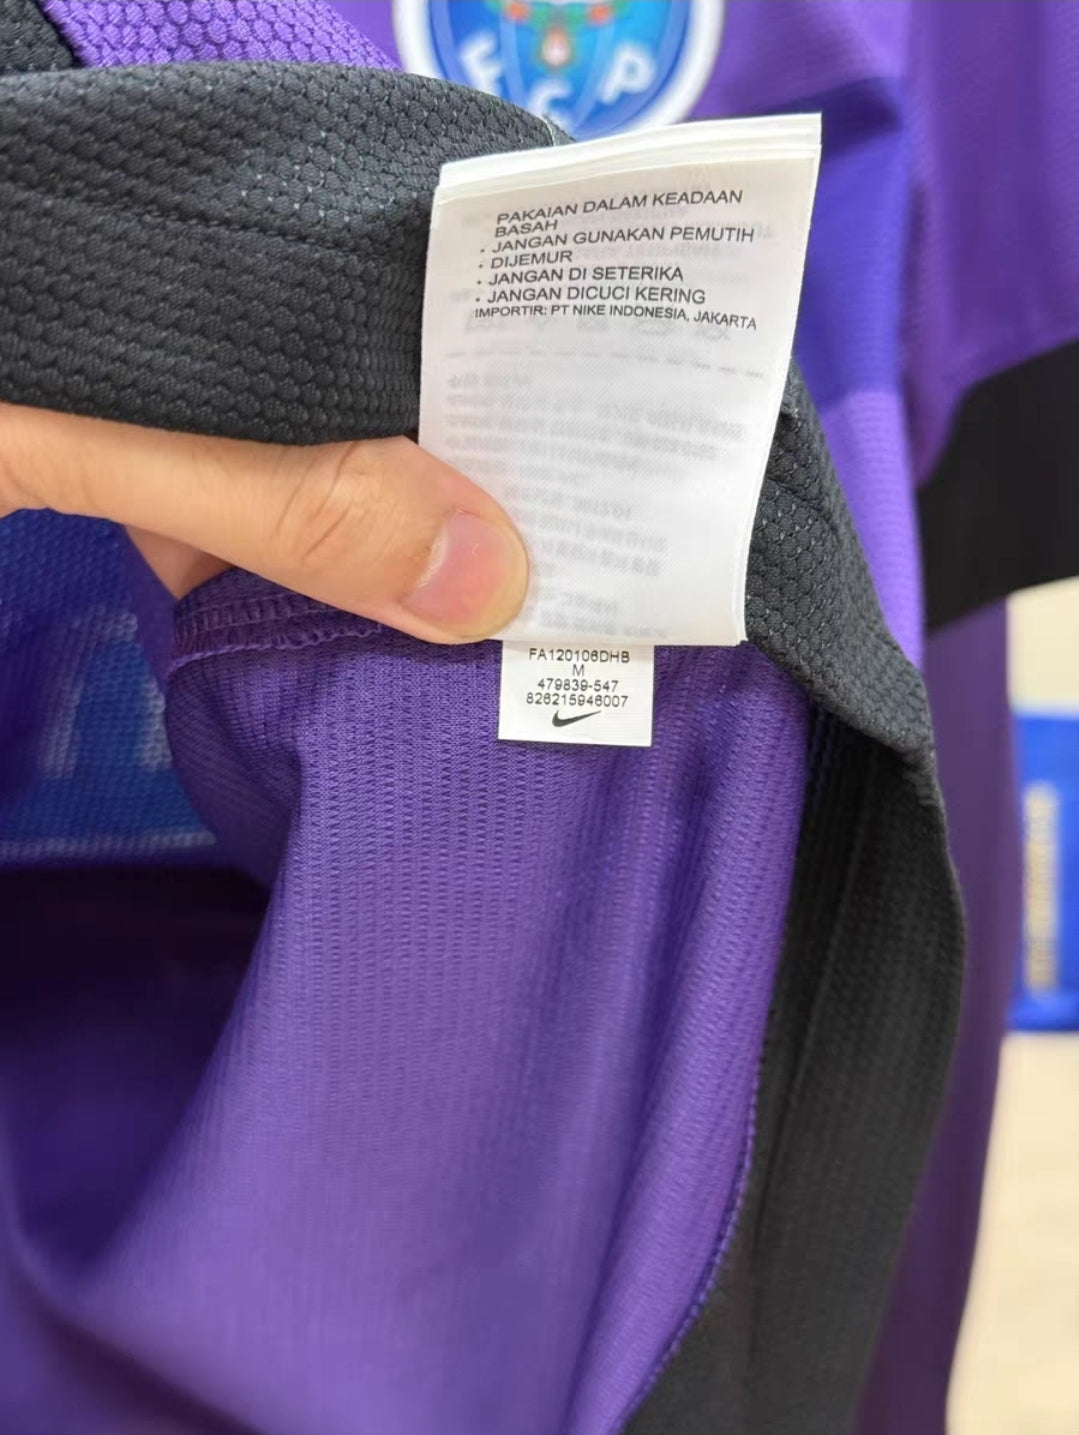 F C P
PAKAIAN DALAM KEADAAN
BASAH
. JANGAN GUNAKAN PEMUTIH
. DIJEMUR
. JANGAN DI SETERIKA
. JANGAN DICUCI KERING
IMPORTIR: PT NIKE INDONESIA, JAKARTA
FA120106DHB
M
479839-547
826215946007